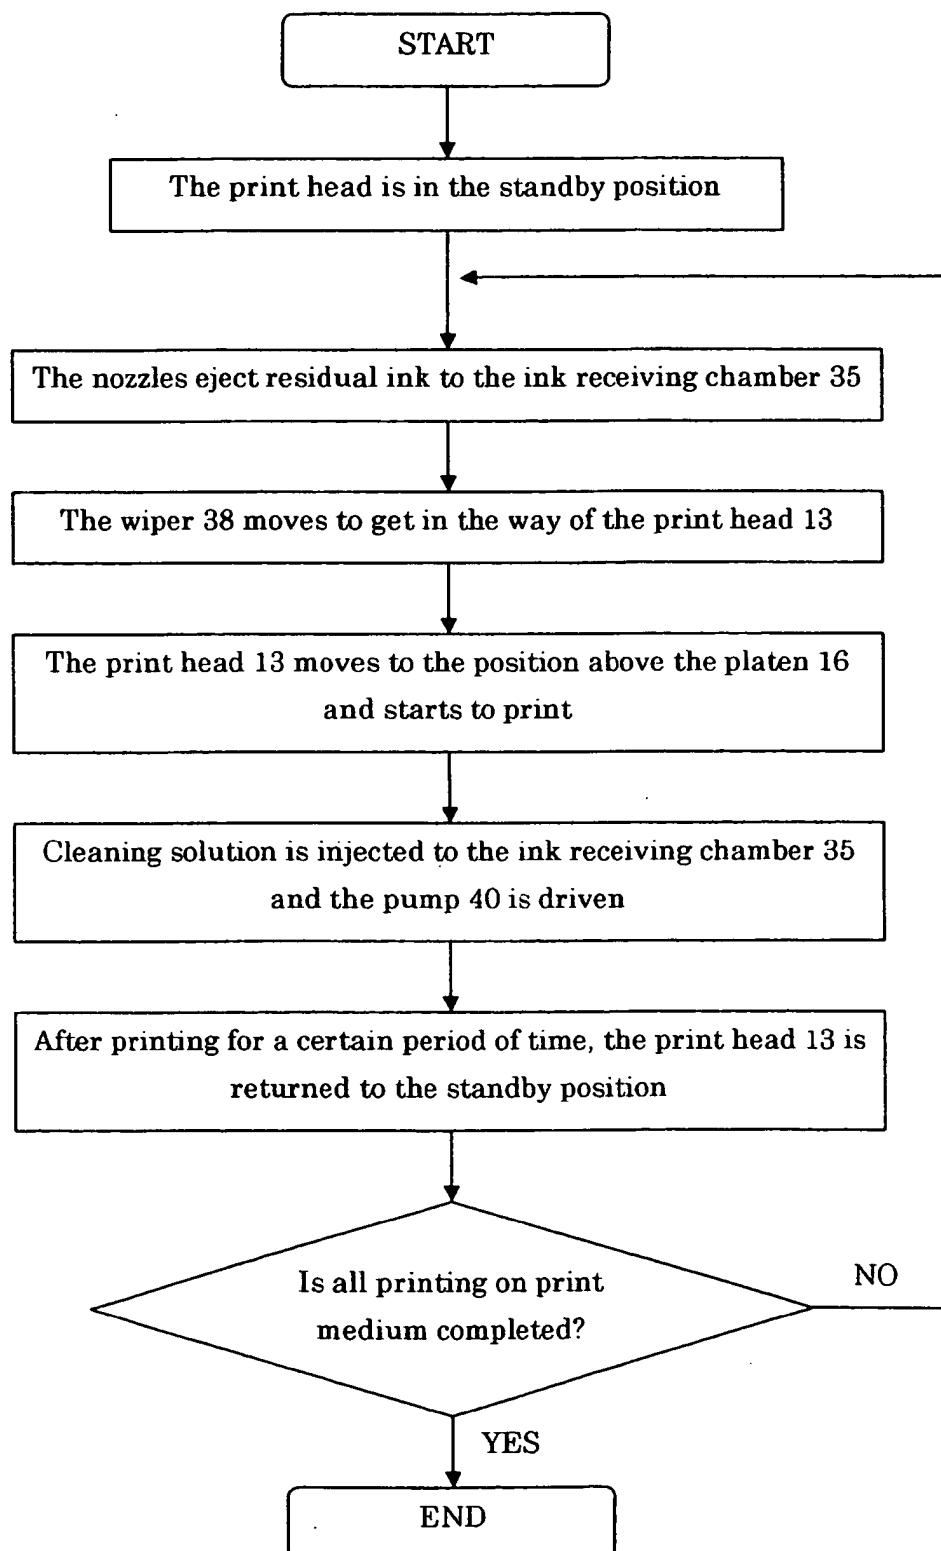 START
The print head is in the standby position
The nozzles eject residual ink to the ink receiving chamber 35
The wiper 38 moves to get in the way of the print head 13
The print head 13 moves to the position above the platen 16
and starts to print
Cleaning solution is injected to the ink receiving chamber 35
and the pump 40 is driven
After printing for a certain period of time, the print head 13 is
returned to the standby position
Is all printing on print
medium completed?
NO
YES
END